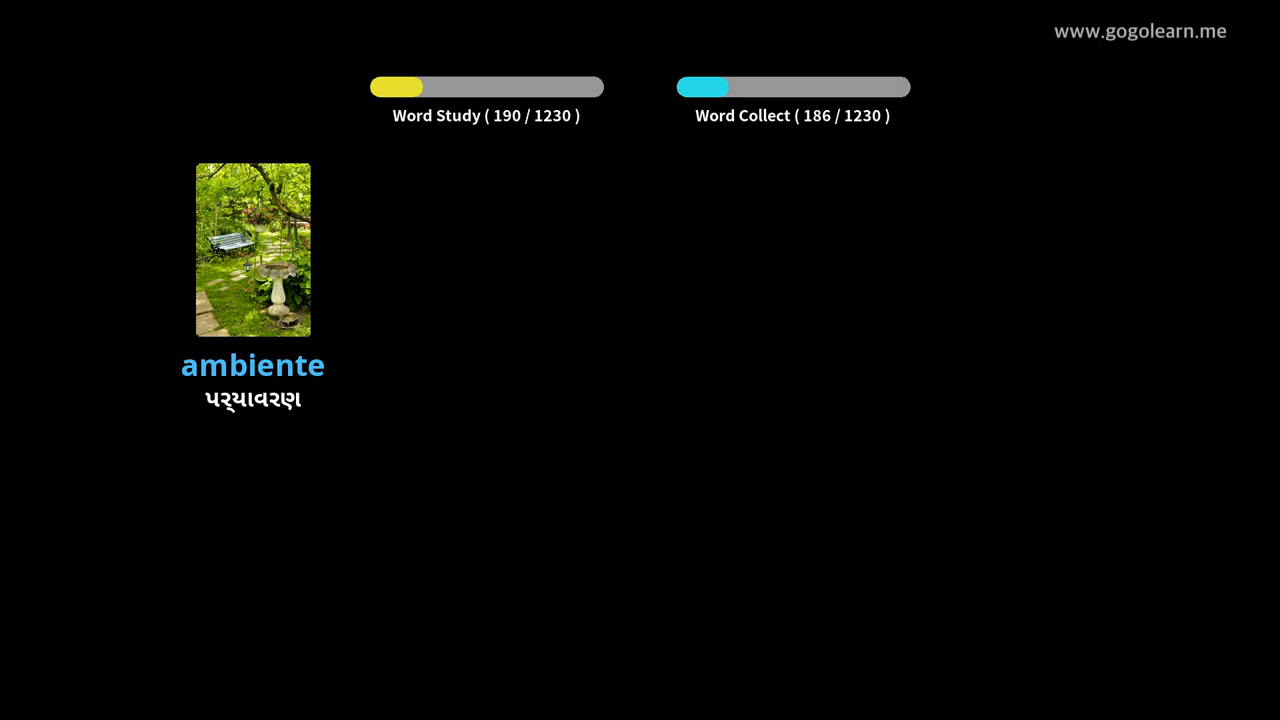 www.gogolearn.me
Word Study ( 190 / 1230 )
Word Collect ( 186 / 1230 )
ambiente
પર્યાવરણ